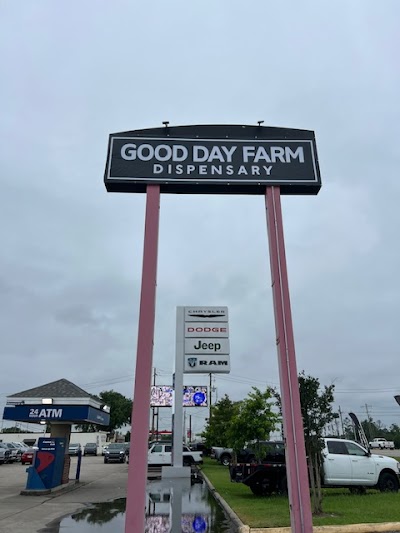 GOOD DAY FARM
DISPENSARY
CHRYSLER
DODGE
Jeep
RAM
24 ATM